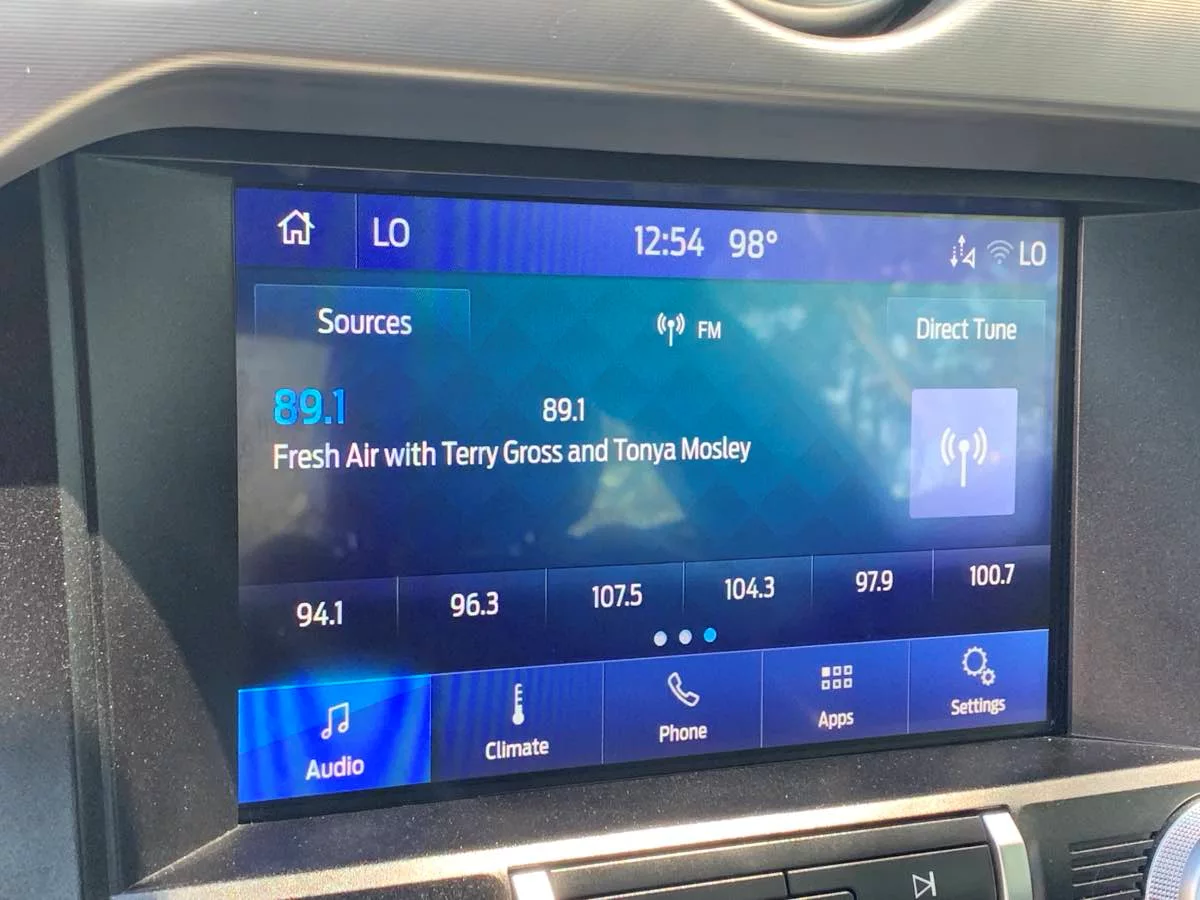 LO 12:54 98° LO
Sources FM Direct Tune
89.1 89.1
Fresh Air with Terry Gross and Tonya Mosley
94.1 96.3 107.5 104.3 97.9 100.7
Audio Climate Phone Apps Settings